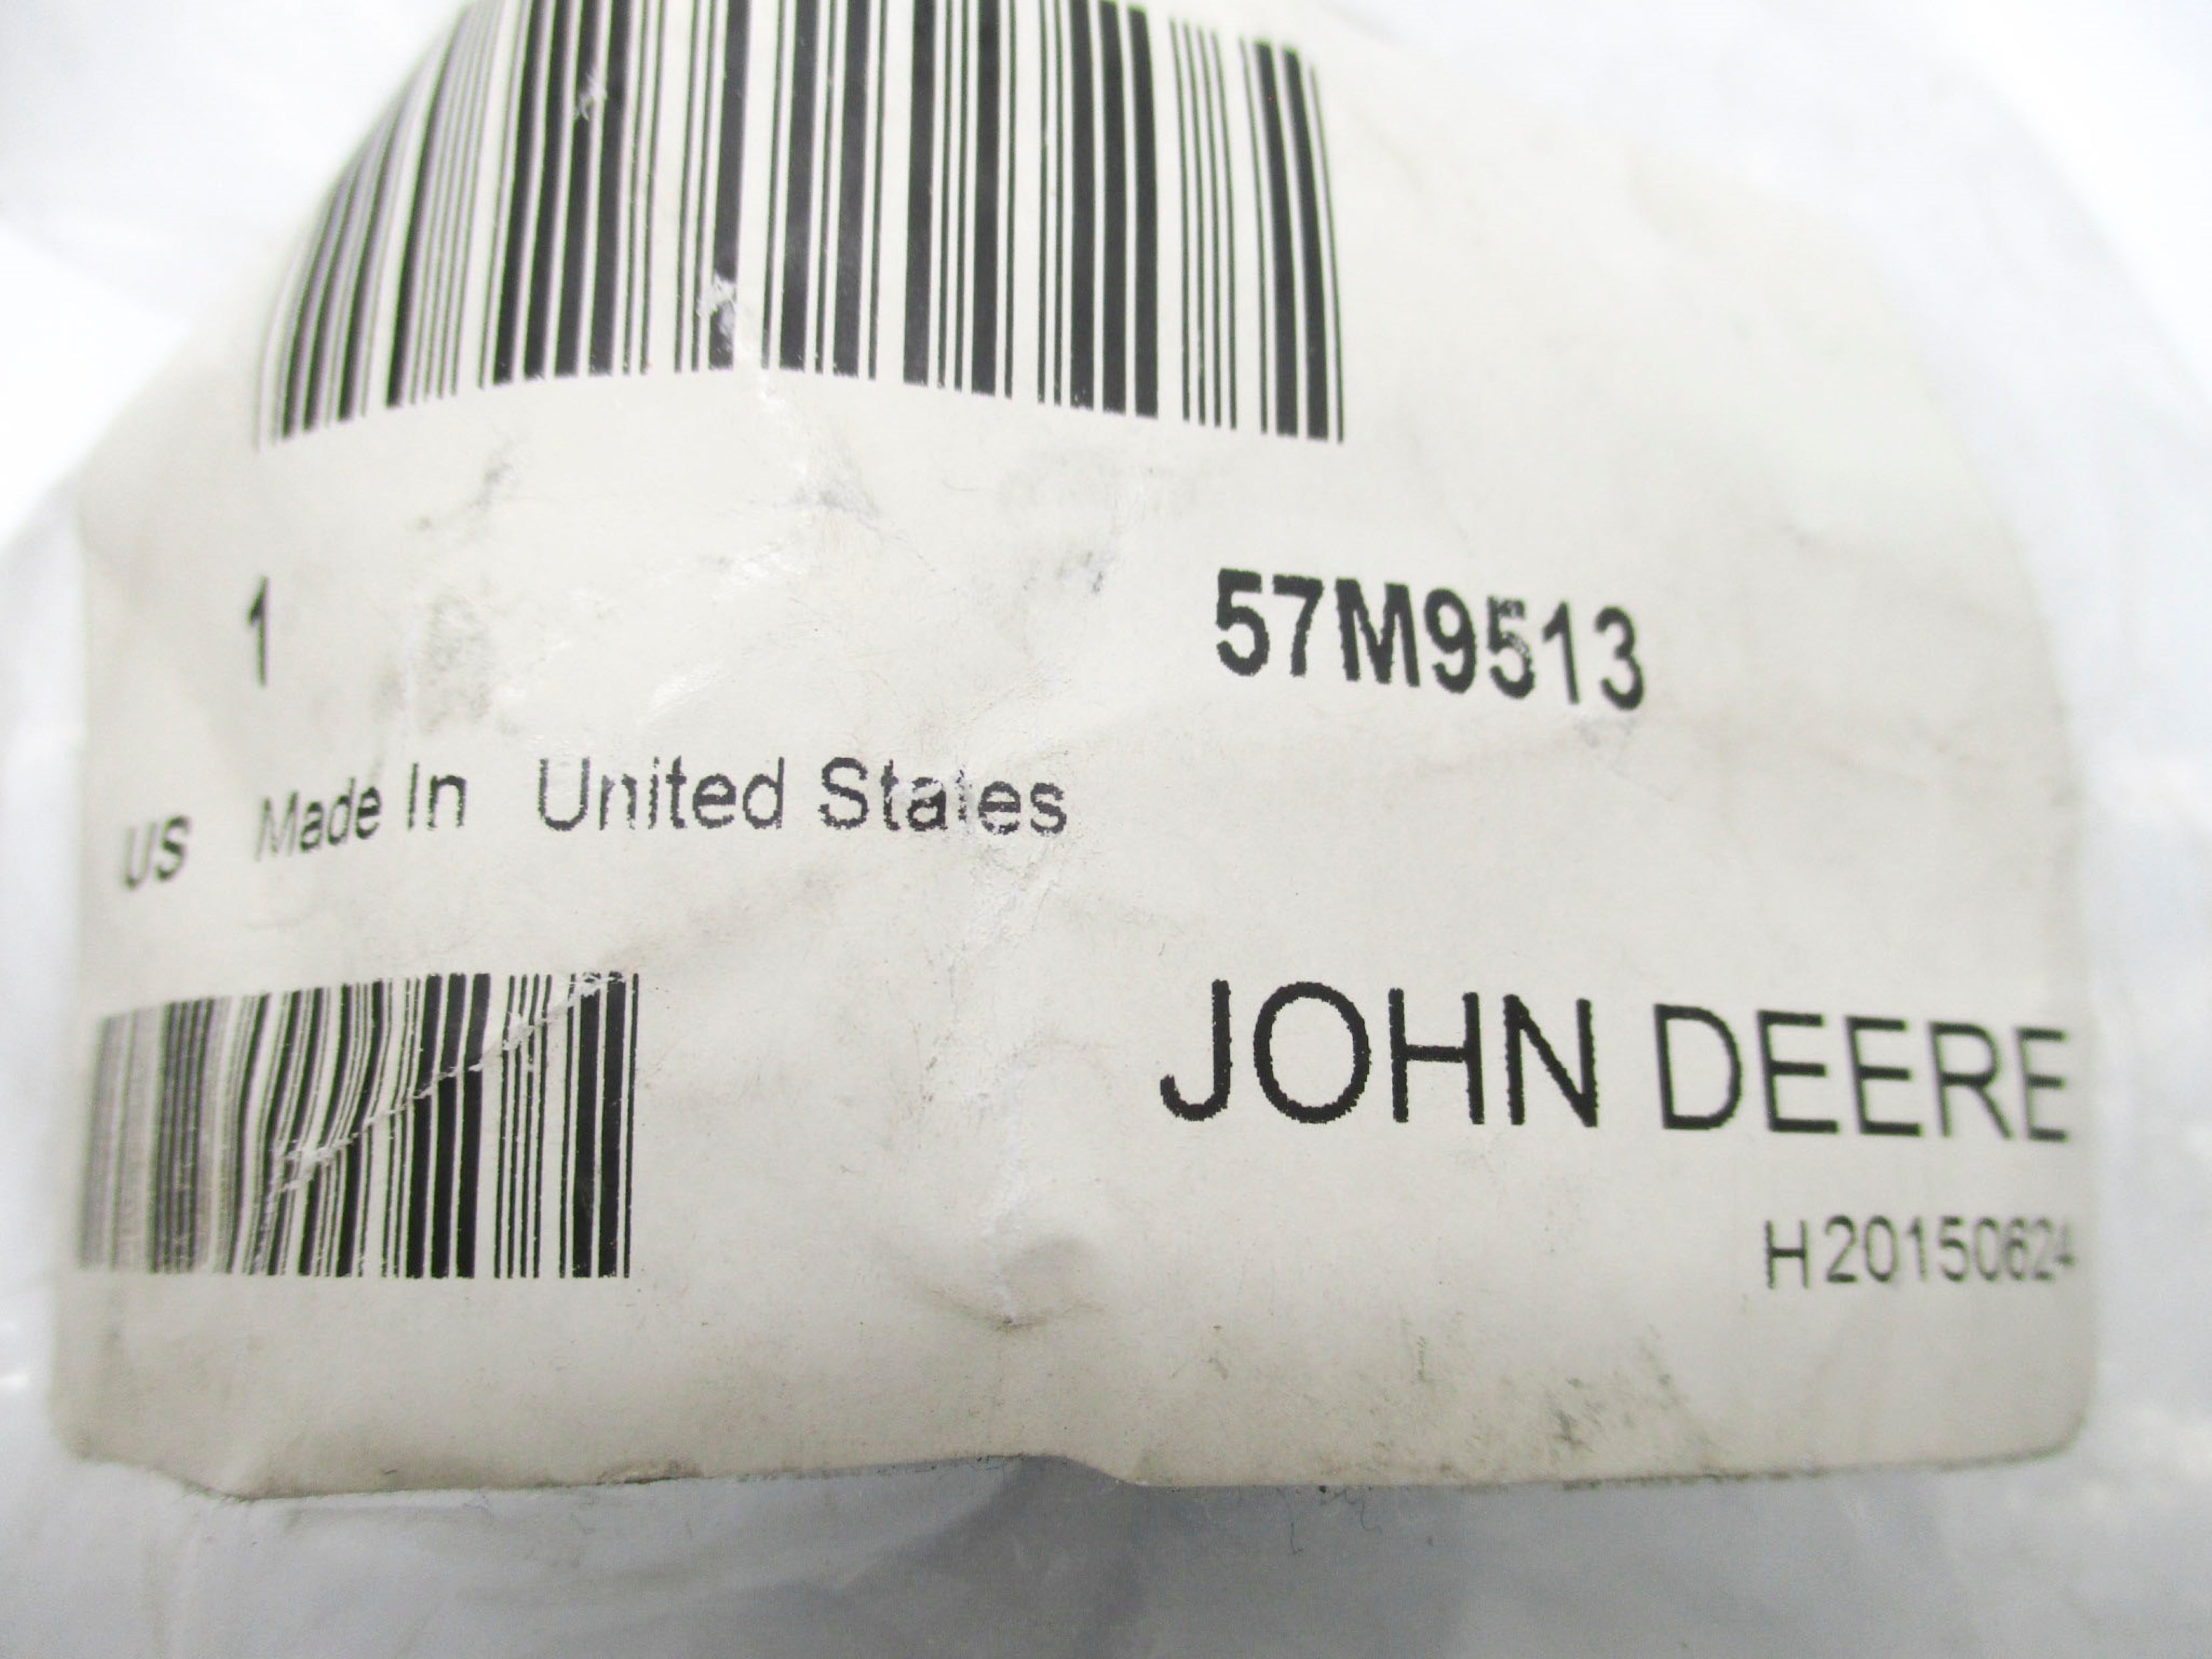 1 57M9513
US Made In United States
JOHN DEERE
H20150624